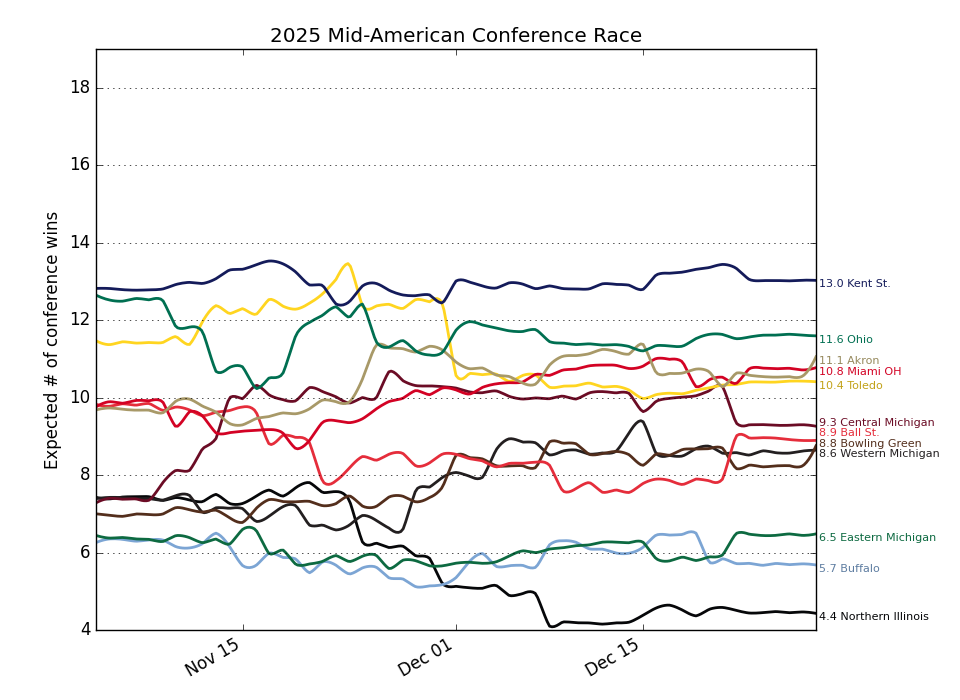 2025 Mid-American Conference Race
Expected # of conference wins
18
16
14
12
10
8
6
4
Nov 15
Dec 01
Dec 15
13.0 Kent St.
11.6 Ohio
11.1 Akron
10.8 Miami OH
10.4 Toledo
9.3 Central Michigan
8.9 Ball St.
8.8 Bowling Green
8.6 Western Michigan
6.5 Eastern Michigan
5.7 Buffalo
4.4 Northern Illinois